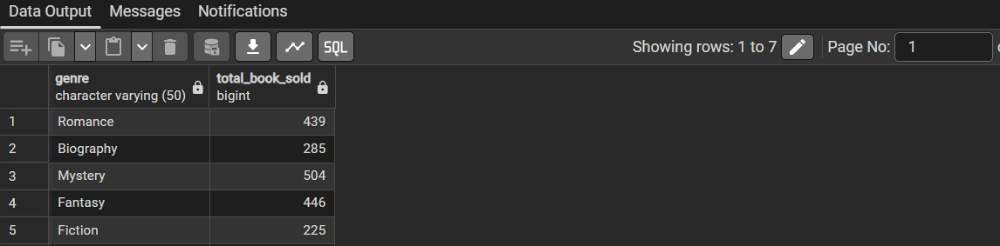 Data Output Messages Notifications
SQL Showing rows: 1 to 7 Page No: 1
genre total_book_sold
character varying (50) bigint
1 Romance 439
2 Biography 285
3 Mystery 504
4 Fantasy 446
5 Fiction 225